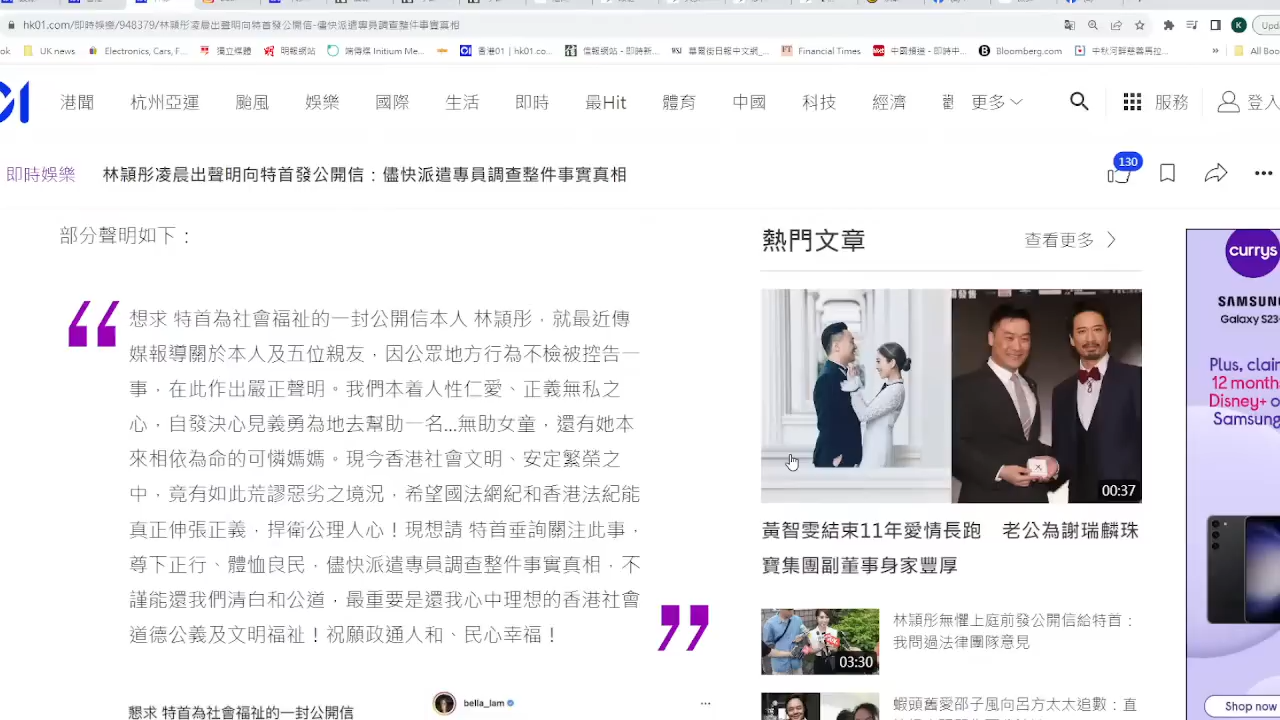 hk01.com/即時娛樂/948379/林頴彤凌晨出聲明向特首發公開信-儘快派遣專員調查整件事實真相
UK news Electronics, Cars, F... 獨立媒體 明報網站 端傳媒 Initium Me... 香港01 | hk01.co... 信報網站 - 即時新... 華爾街日報中文網_... Financial Times 中國頻道 - 即時中... Bloomberg.com 中秋河畔慈善馬拉... » All Boo
港聞 杭州亞運 颱風 娛樂 國際 生活 即時 最Hit 體育 中國 科技 經濟 更多 服務 登入
即時娛樂 林頴彤凌晨出聲明向特首發公開信：儘快派遣專員調查整件事實真相 130
部分聲明如下：
想求 特首為社會福祉的一封公開信本人 林頴彤，就最近傳
媒報導關於本人及五位親友，因公眾地方行為不檢被控告一
事，在此作出嚴正聲明。我們本着人性仁愛、正義無私之
心，自發決心見義勇為地去幫助一名...無助女童，還有她本
來相依為命的可憐媽媽。現今香港社會文明、安定繁榮之
中，竟有如此荒謬惡劣之境況，希望國法綱紀和香港法紀能
真正伸張正義，捍衛公理人心！現想請 特首垂詢關注此事，
尊下正行、體恤良民，儘快派遣專員調查整件事實真相，不
謹能還我們清白和公道，最重要是還我心中理想的香港社會
道德公義及文明福祉！祝願政通人和、民心幸福！
懇求 特首為社會福祉的一封公開信
bella_lam
熱門文章 查看更多
00:37
黃智雯結束11年愛情長跑　老公為謝瑞麟珠
寶集團副董事身家豐厚
03:30
林頴彤無懼上庭前發公開信給特首：
我問過法律團隊意見
蝦頭舊愛邵子風向呂方太太追數：直
currys
SAMSUNG
Galaxy S23
Plus, claim
12 month
Disney+ o
Samsung
Shop now